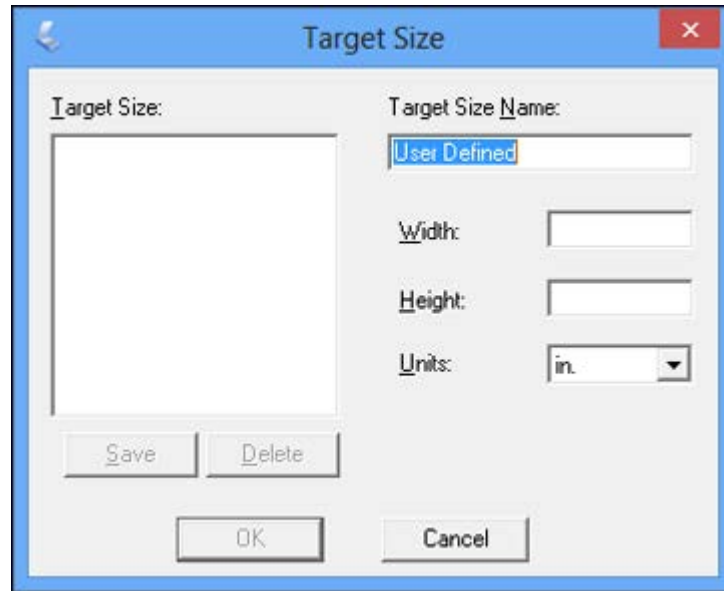 Target Size
Target Size:
Target Size Name:
User Defined
Width:
Height:
Units:
in.
Save
Delete
OK
Cancel